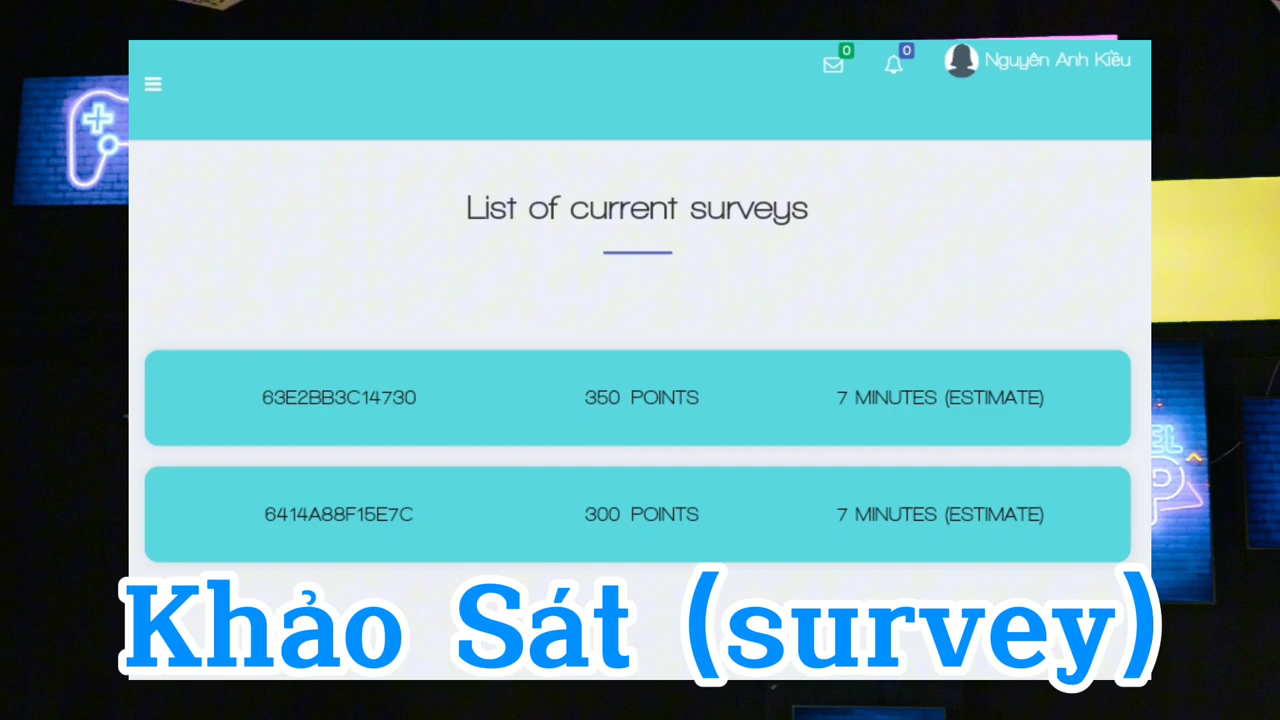 0
0
Nguyên Anh Kiều
List of current surveys
63E2BB3C14730 350 POINTS 7 MINUTES (ESTIMATE)
6414A88F15E7C 300 POINTS 7 MINUTES (ESTIMATE)
Khảo Sát (survey)